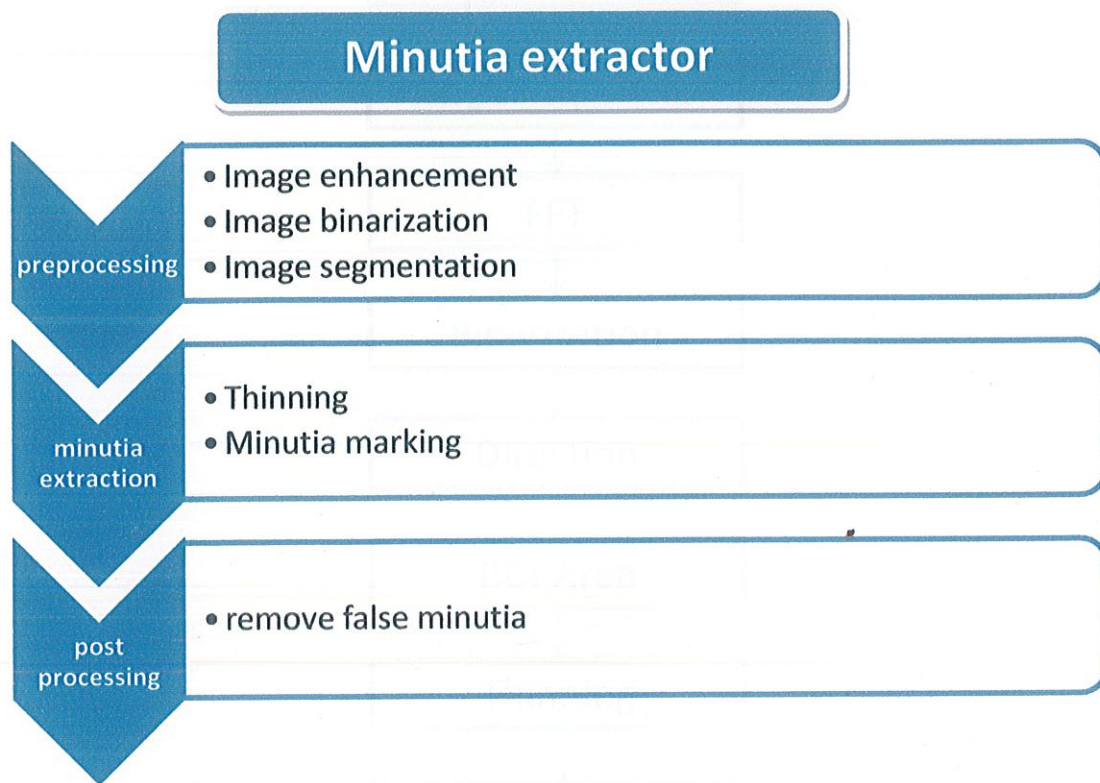 Minutia extractor
preprocessing
• Image enhancement
• Image binarization
• Image segmentation
minutia
extraction
• Thinning
• Minutia marking
post
processing
• remove false minutia